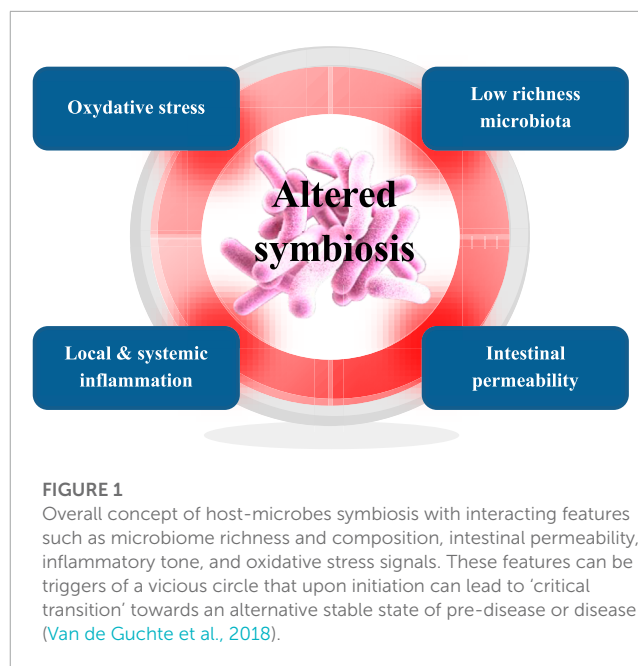 Oxydative stress
Low richness
microbiota
Altered
symbiosis
Local & systemic
inflammation
Intestinal
permeability
FIGURE 1
Overall concept of host-microbes symbiosis with interacting features
such as microbiome richness and composition, intestinal permeability,
inflammatory tone, and oxidative stress signals. These features can be
triggers of a vicious circle that upon initiation can lead to ‘critical
transition’ towards an alternative stable state of pre-disease or disease
(Van de Guchte et al., 2018).